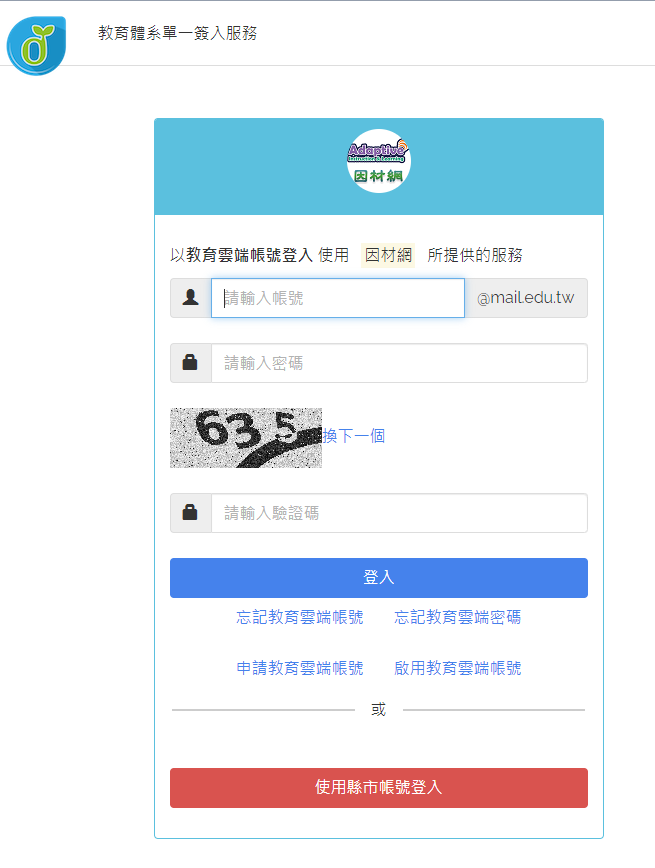 教育體系單一簽入服務
Adaptive
因材網
以教育雲端帳號登入 使用 因材網 所提供的服務
請輸入帳號 @mail.edu.tw
請輸入密碼
635 換下一個
請輸入驗證碼
登入
忘記教育雲端帳號 忘記教育雲端密碼
申請教育雲端帳號 啟用教育雲端帳號
或
使用縣市帳號登入